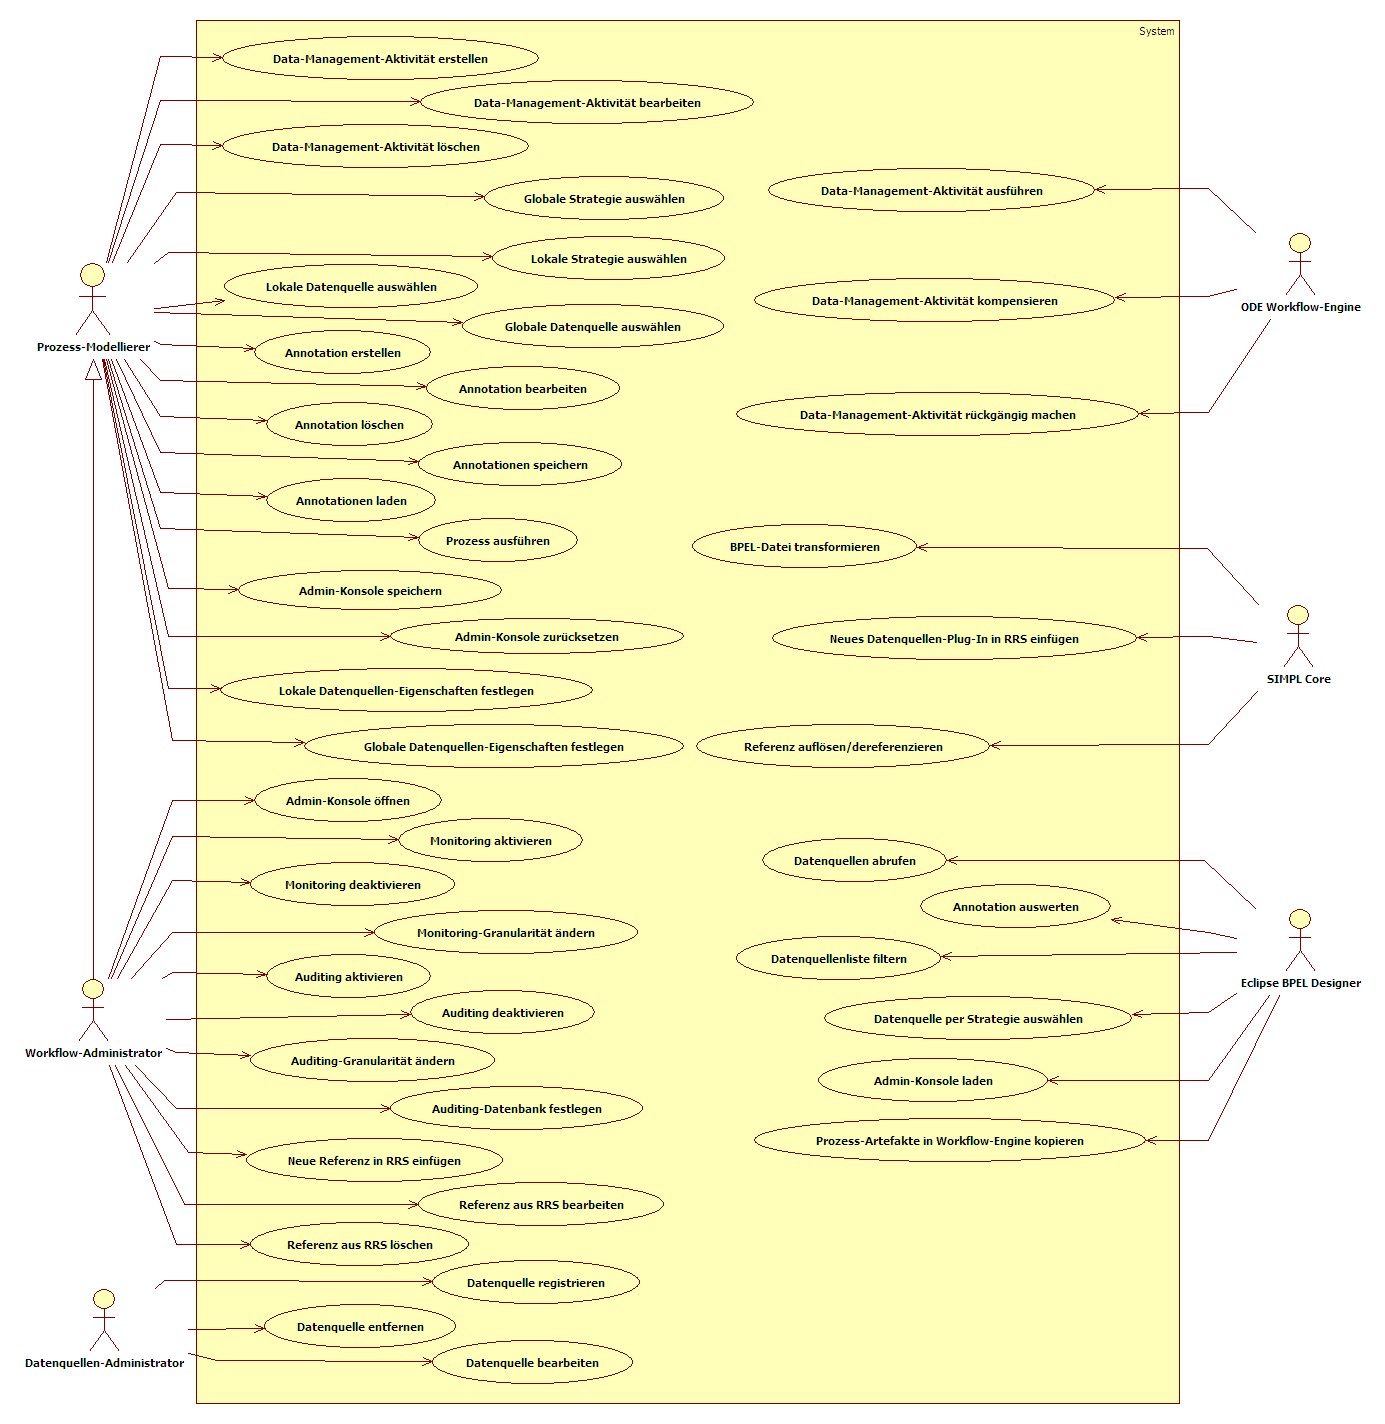 System
Data-Management-Aktivität erstellen
Data-Management-Aktivität bearbeiten
Data-Management-Aktivität löschen
Data-Management-Aktivität ausführen
Globale Strategie auswählen
Lokale Strategie auswählen
Lokale Datenquelle auswählen
Data-Management-Aktivität kompensieren
ODE Workflow-Engine
Globale Datenquelle auswählen
Prozess-Modellierer
Annotation erstellen
Annotation bearbeiten
Data-Management-Aktivität rückgängig machen
Annotation löschen
Annotationen speichern
Annotationen laden
Prozess ausführen
BPEL-Datei transformieren
Admin-Konsole speichern
Admin-Konsole zurücksetzen
Neues Datenquellen-Plug-In in RRS einfügen
SIMPL Core
Lokale Datenquellen-Eigenschaften festlegen
Globale Datenquellen-Eigenschaften festlegen
Referenz auflösen/dereferenzieren
Admin-Konsole öffnen
Monitoring aktivieren
Datenquellen abrufen
Monitoring deaktivieren
Annotation auswerten
Monitoring-Granularität ändern
Datenquellenliste filtern
Auditing aktivieren
Eclipse BPEL Designer
Auditing deaktivieren
Datenquelle per Strategie auswählen
Workflow-Administrator
Auditing-Granularität ändern
Admin-Konsole laden
Auditing-Datenbank festlegen
Prozess-Artefakte in Workflow-Engine kopieren
Neue Referenz in RRS einfügen
Referenz aus RRS bearbeiten
Referenz aus RRS löschen
Datenquelle registrieren
Datenquelle entfernen
Datenquellen-Administrator
Datenquelle bearbeiten